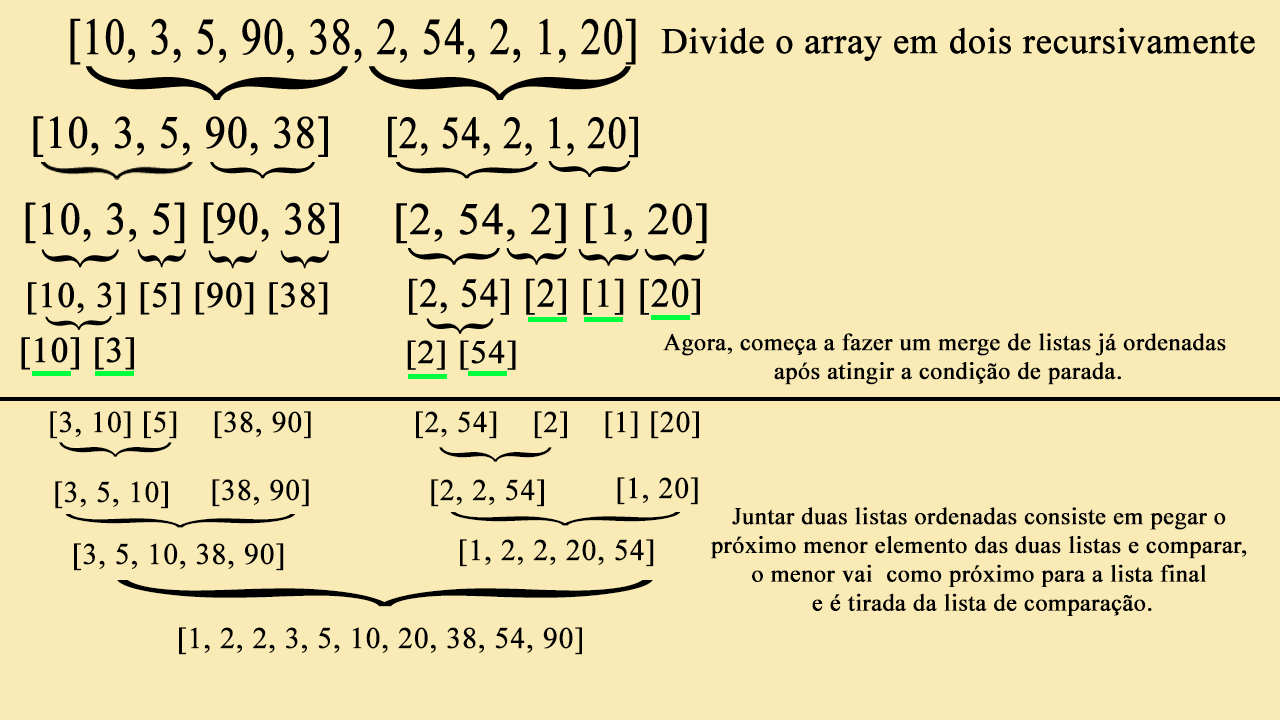 [10, 3, 5, 90, 38, 2, 54, 2, 1, 20] Divide o array em dois recursivamente
[10, 3, 5, 90, 38] [2, 54, 2, 1, 20]
[10, 3, 5] [90, 38] [2, 54, 2] [1, 20]
[10, 3] [5] [90] [38] [2, 54] [2] [1] [20]
[10] [3] [2] [54]
Agora, começa a fazer um merge de listas já ordenadas
após atingir a condição de parada.
[3, 10] [5] [38, 90] [2, 54] [2] [1] [20]
[3, 5, 10] [38, 90] [2, 2, 54] [1, 20]
[3, 5, 10, 38, 90] [1, 2, 2, 20, 54]
Juntar duas listas ordenadas consiste em pegar o
próximo menor elemento das duas listas e comparar,
o menor vai como próximo para a lista final
e é tirada da lista de comparação.
[1, 2, 2, 3, 5, 10, 20, 38, 54, 90]